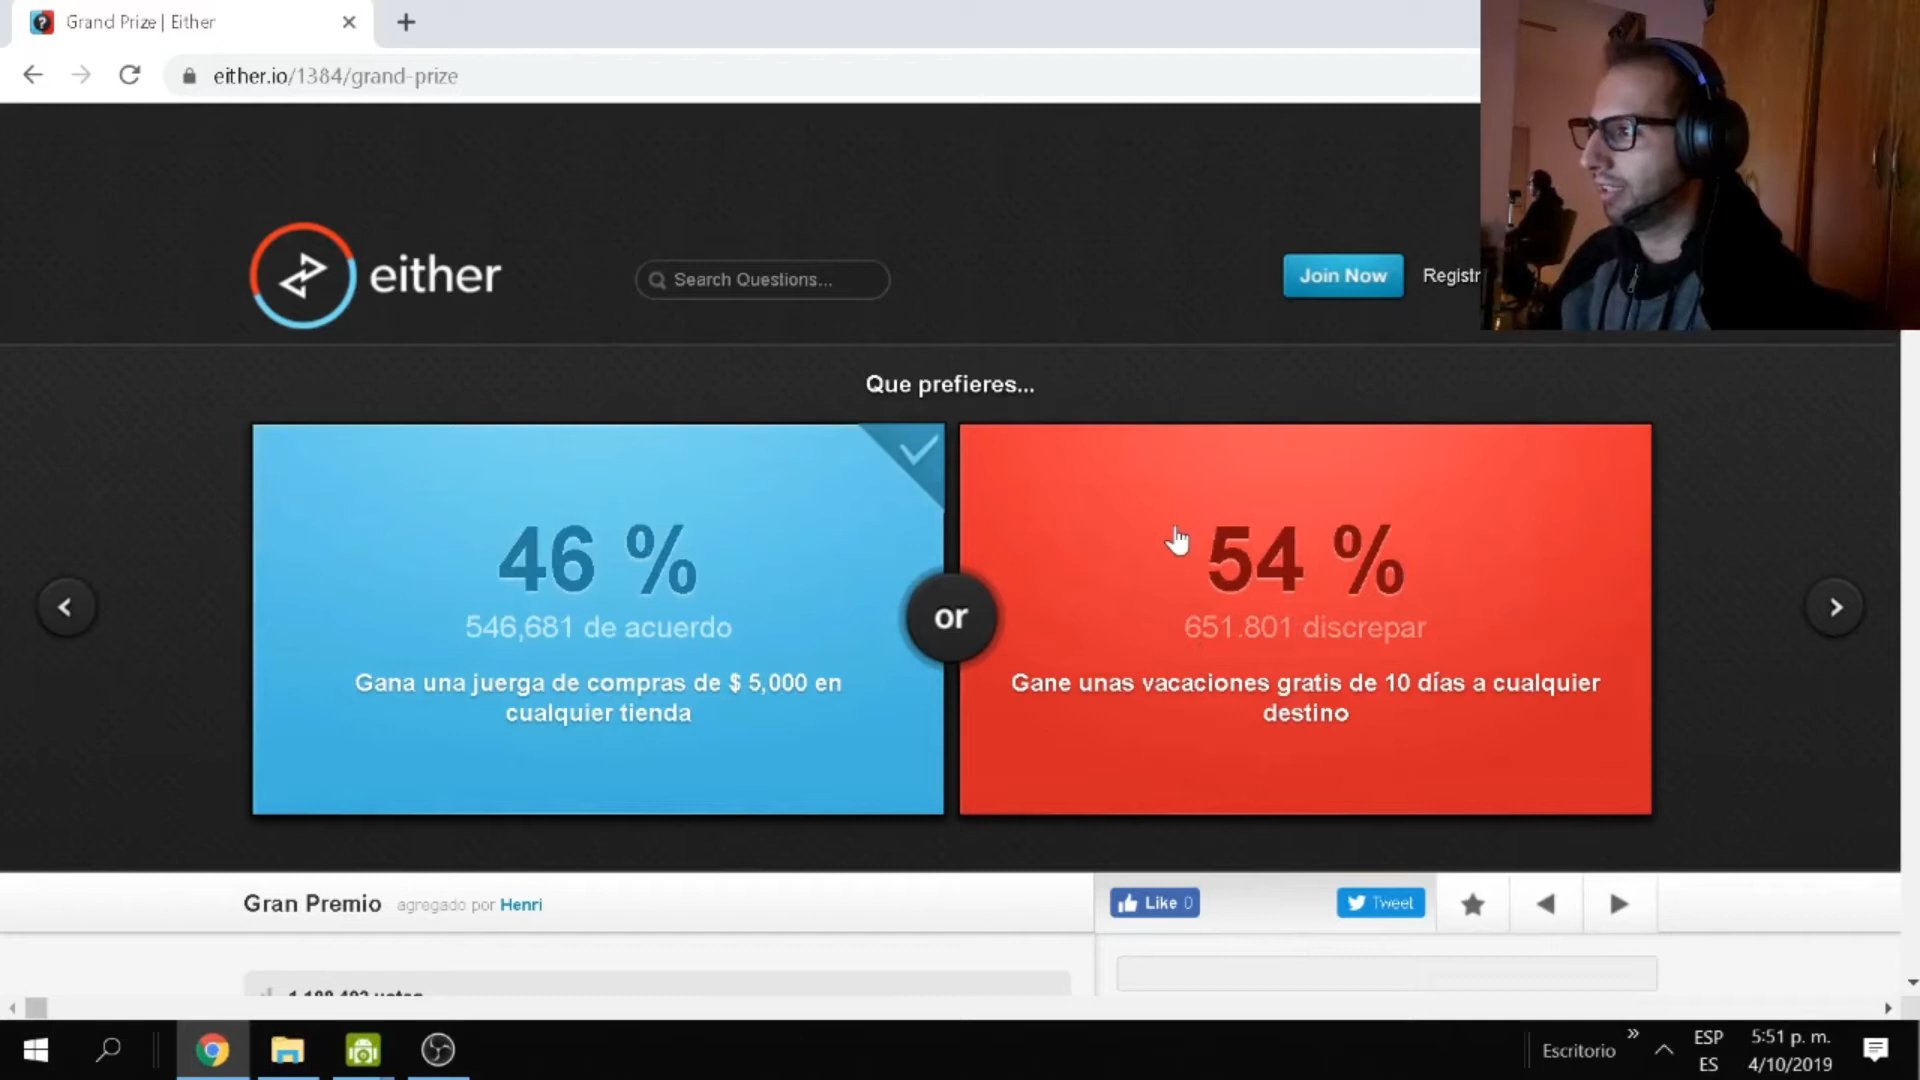 Grand Prize | Either
either.io/1384/grand-prize
either
Search Questions...
Join Now
Registr
Que prefieres...
46 %
546,681 de acuerdo
Gana una juerga de compras de $ 5,000 en
cualquier tienda
or
54 %
651.801 discrepar
Gane unas vacaciones gratis de 10 días a cualquier
destino
Gran Premio agregado por Henri
Like 0
Tweet
Escritorio
ESP
ES
5:51 p. m.
4/10/2019